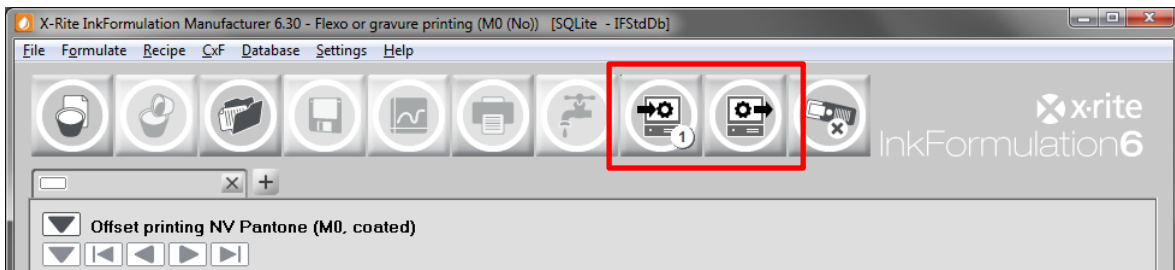 X-Rite InkFormulation Manufacturer 6.30 - Flexo or gravure printing (M0 (No)) [SQLite - IFStdDb]
File Formulate Recipe CxF Database Settings Help
1
x·rite
InkFormulation6
Offset printing NV Pantone (M0, coated)